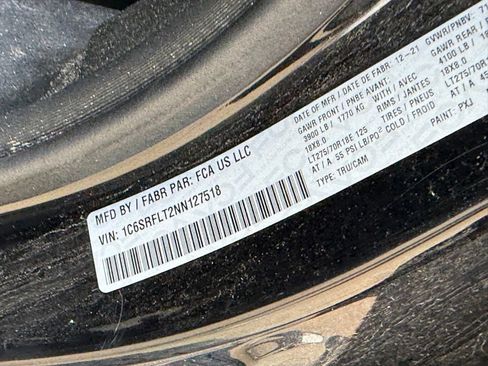 MFD BY / FABR PAR: FCA US LLC
VIN: 1C6SRFLT2NN127518
DATE OF MFR / DATE DE FABR: 12-21
GAWR FRONT / PNBE AVANT:
3900 LB / 1770 KG WITH / AVEC
18X8.0 RIMS / JANTES
LT275/70R18E 125 TIRES / PNEUS
AT / A 55 PSI LB/PO² COLD / FROID
TYPE: TRU/CAM
PAINT: PXJ
GVWR/PNBV:
GAWR REAR
4100 LB / 18
18X8.0
LT275/70R
AT / A